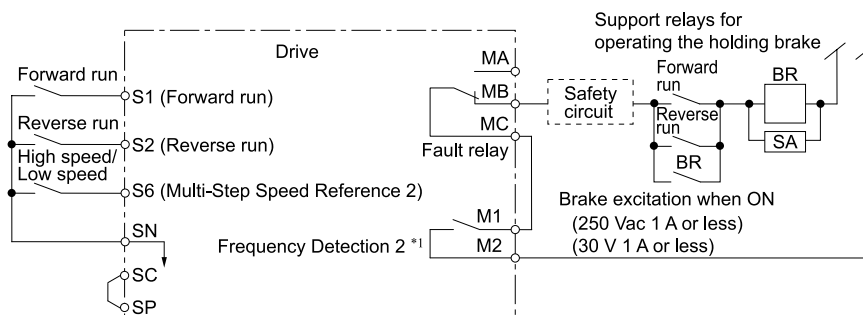 Drive
Support relays for
operating the holding brake
Forward run
S1 (Forward run)
Reverse run
S2 (Reverse run)
High speed/
Low speed
S6 (Multi-Step Speed Reference 2)
SN
SC
SP
MA
MB
MC
Fault relay
M1
M2
Frequency Detection 2 *1
Safety
circuit
Forward
run
Reverse
run
BR
BR
SA
Brake excitation when ON
(250 Vac 1 A or less)
(30 V 1 A or less)